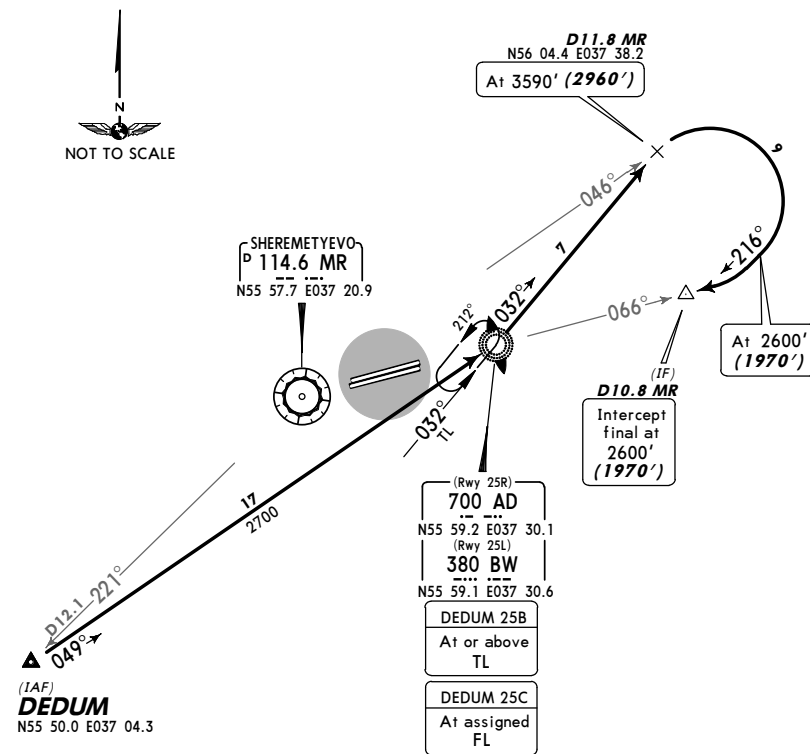 D11.8 MR
N56 04.4 E037 38.2
At 3590' (2960')
N
NOT TO SCALE
046°
9
7
216°
SHEREMETYEVO
D 114.6 MR
N55 57.7 E037 20.9
212°
032°
066°
At 2600'
(1970')
(IF)
D10.8 MR
Intercept
final at
2600'
(1970')
032°
TL
17
2700
(Rwy 25R)
700 AD
N55 59.2 E037 30.1
(Rwy 25L)
380 BW
N55 59.1 E037 30.6
DEDUM 25B
At or above
TL
DEDUM 25C
At assigned
FL
D12.1
221°
049°
(IAF)
DEDUM
N55 50.0 E037 04.3